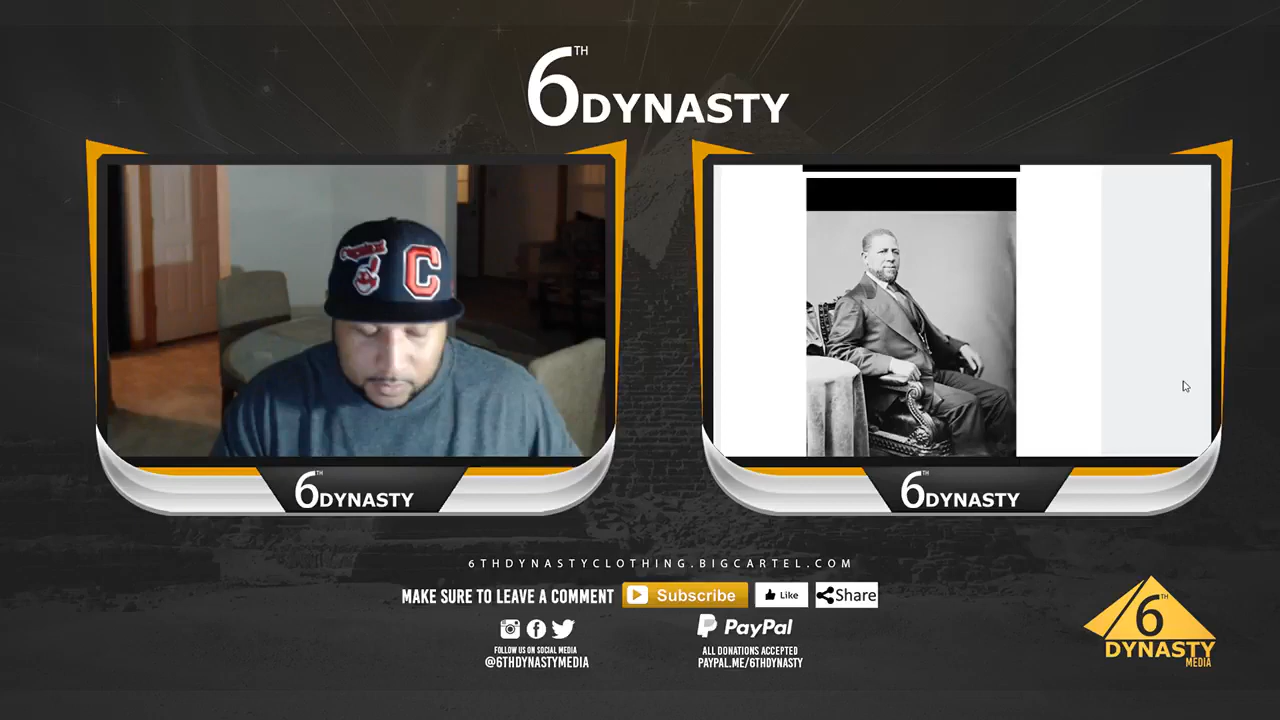 6TH DYNASTY
C
6TH DYNASTY
6TH DYNASTY
6THDYNASTYCLOTHING.BIGCARTEL.COM
MAKE SURE TO LEAVE A COMMENT
Subscribe
Like
Share
PayPal
FOLLOW US ON SOCIAL MEDIA
@6THDYNASTYMEDIA
ALL DONATIONS ACCEPTED
PAYPAL.ME/6THDYNASTY
6TH
DYNASTY
MEDIA